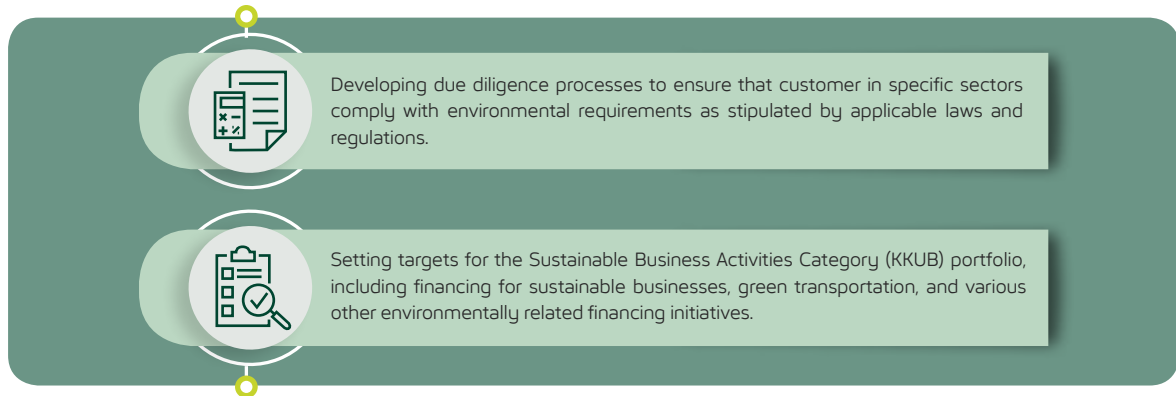 Developing due diligence processes to ensure that customer in specific sectors
comply with environmental requirements as stipulated by applicable laws and
regulations.
Setting targets for the Sustainable Business Activities Category (KKUB) portfolio,
including financing for sustainable businesses, green transportation, and various
other environmentally related financing initiatives.